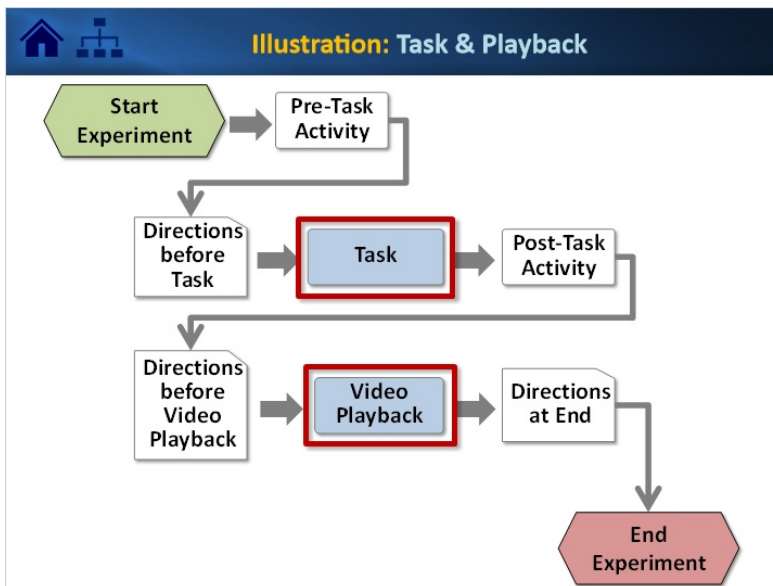 Illustration: Task & Playback
Start
Experiment
Pre-Task
Activity
Directions
before
Task
Task
Post-Task
Activity
Directions
before
Video
Playback
Video
Playback
Directions
at End
End
Experiment